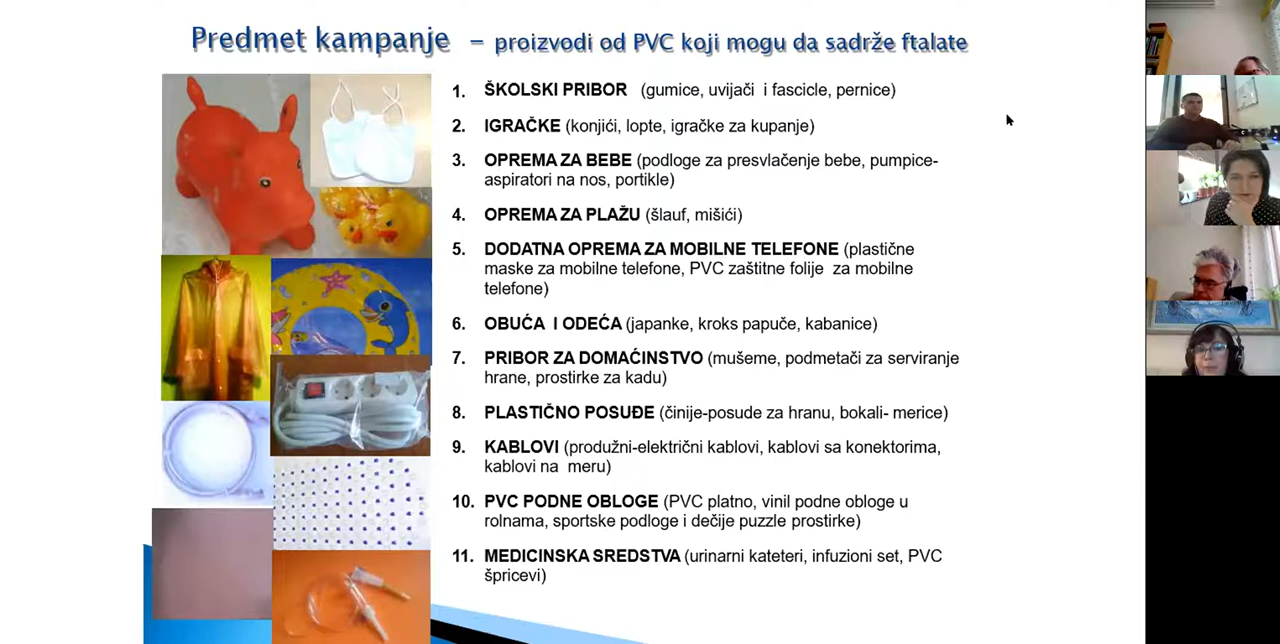 Predmet kampanje – proizvodi od PVC koji mogu da sadrže ftalate
1. ŠKOLSKI PRIBOR (gumice, uvijači i fascicle, pernice)
2. IGRAČKE (konjići, lopte, igračke za kupanje)
3. OPREMA ZA BEBE (podloge za presvlačenje bebe, pumpice-
aspiratori na nos, portikle)
4. OPREMA ZA PLAŽU (šlauf, mišići)
5. DODATNA OPREMA ZA MOBILNE TELEFONE (plastične
maske za mobilne telefone, PVC zaštitne folije za mobilne
telefone)
6. OBUĆA I ODEĆA (japanke, kroks papuče, kabanice)
7. PRIBOR ZA DOMAĆINSTVO (mušeme, podmetači za serviranje
hrane, prostirke za kadu)
8. PLASTIČNO POSUĐE (činije-posude za hranu, bokali- merice)
9. KABLOVI (produžni-električni kablovi, kablovi sa konektorima,
kablovi na meru)
10. PVC PODNE OBLOGE (PVC platno, vinil podne obloge u
rolnama, sportske podloge i dečije puzzle prostirke)
11. MEDICINSKA SREDSTVA (urinarni kateteri, infuzioni set, PVC
špricevi)